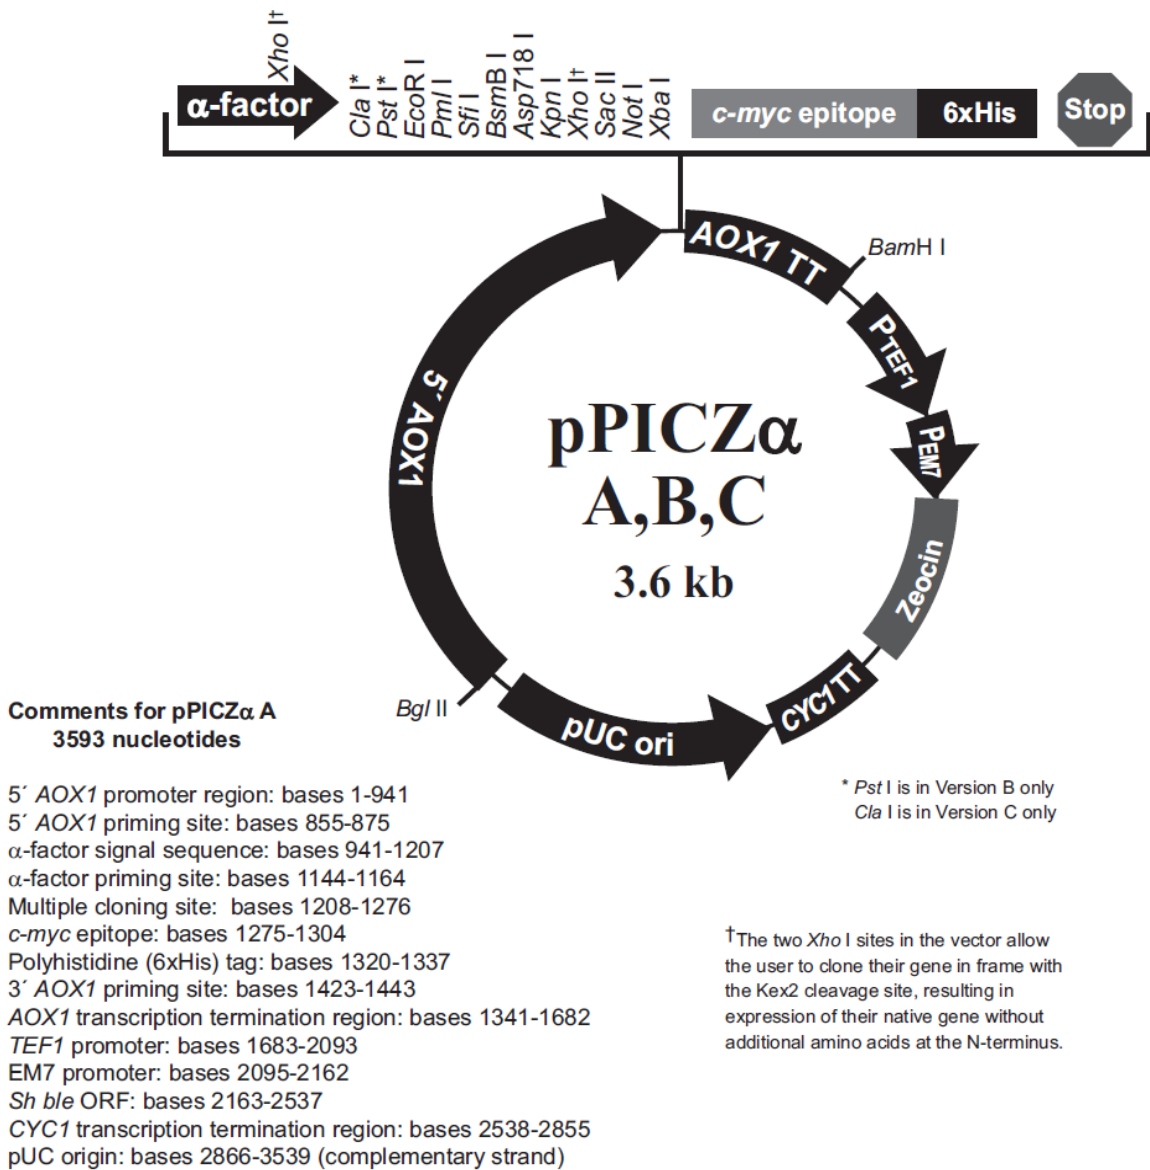 Xho I†
α-factor
Cla I*
Pst I*
EcoR I
Pml I
Sfi I
BsmB I
Asp718 I
Kpn I
Xho I†
Sac II
Not I
Xba I
c-myc epitope
6xHis
Stop
AOX1 TT
BamH I
PTEF1
PEM7
Zeocin
CYC1 TT
pUC ori
Bgl II
5´ AOX1
pPICZα
A,B,C
3.6 kb
Comments for pPICZα A
3593 nucleotides
5´ AOX1 promoter region: bases 1-941
5´ AOX1 priming site: bases 855-875
α-factor signal sequence: bases 941-1207
α-factor priming site: bases 1144-1164
Multiple cloning site: bases 1208-1276
c-myc epitope: bases 1275-1304
Polyhistidine (6xHis) tag: bases 1320-1337
3´ AOX1 priming site: bases 1423-1443
AOX1 transcription termination region: bases 1341-1682
TEF1 promoter: bases 1683-2093
EM7 promoter: bases 2095-2162
Sh ble ORF: bases 2163-2537
CYC1 transcription termination region: bases 2538-2855
pUC origin: bases 2866-3539 (complementary strand)
* Pst I is in Version B only
Cla I is in Version C only
†The two Xho I sites in the vector allow
the user to clone their gene in frame with
the Kex2 cleavage site, resulting in
expression of their native gene without
additional amino acids at the N-terminus.